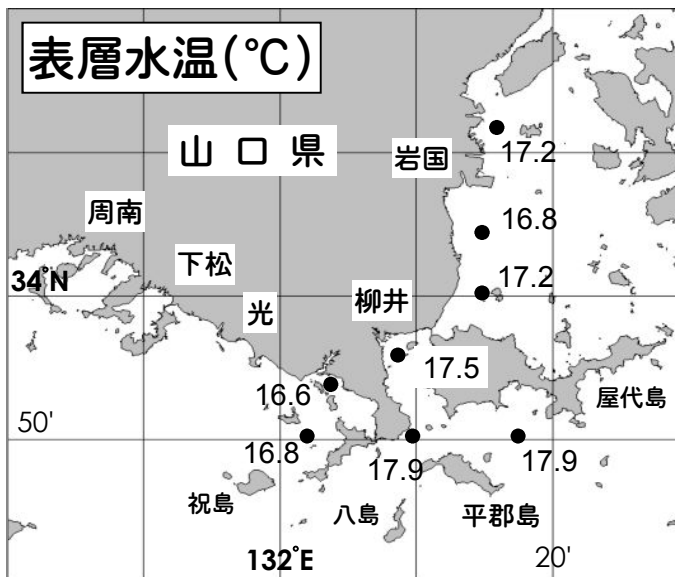 表層水温(℃)
山口県
岩国
17.2
周南
16.8
下松
34°N
17.2
光
柳井
17.5
16.6
屋代島
50'
16.8
17.9
17.9
祝島
八島
平郡島
132°E
20'